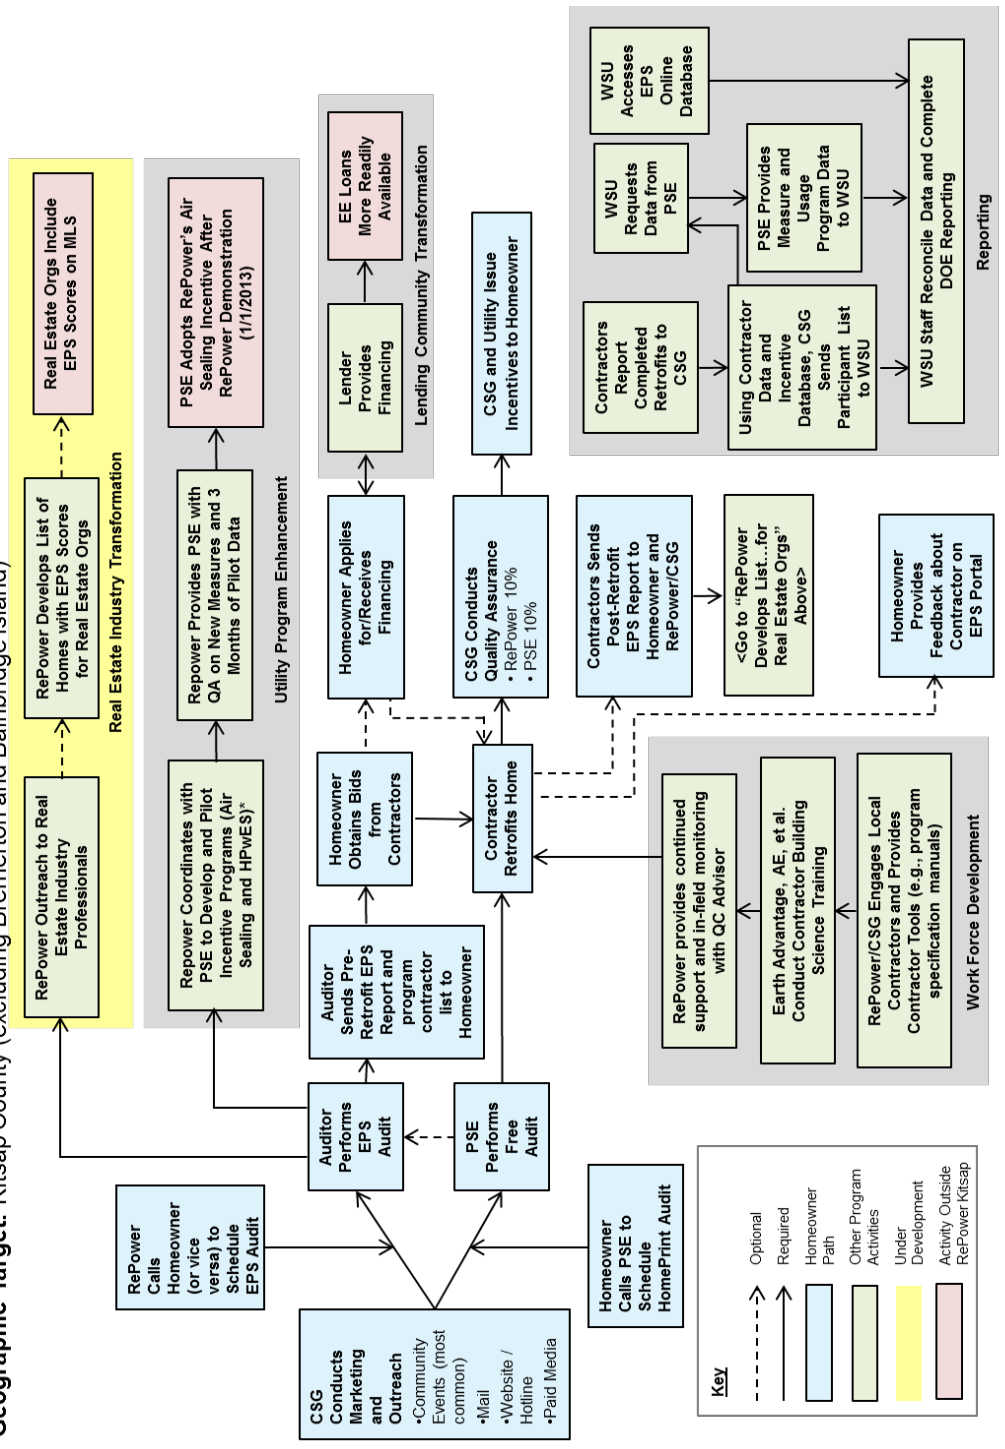 Geographic Target: Kitsap County (excluding Bremerton and Bainbridge Island)
RePower Outreach to Real
Estate Industry
Professionals
RePower Develops List of
Homes with EPS Scores
for Real Estate Orgs
Real Estate Orgs Include
EPS Scores on MLS
Real Estate Industry Transformation
Repower Coordinates with
PSE to Develop and Pilot
Incentive Programs (Air
Sealing and HPwES)*
Repower Provides PSE with
QA on New Measures and 3
Months of Pilot Data
PSE Adopts RePower's Air
Sealing Incentive After
RePower Demonstration
(1/1/2013)
Utility Program Enhancement
RePower
Calls
Homeowner
(or vice
versa) to
Schedule
EPS Audit
CSG
Conducts
Marketing
and
Outreach
•Community
Events (most
common)
•Mail
•Website /
Hotline
•Paid Media
Homeowner
Calls PSE to
Schedule
HomePrint Audit
Auditor
Performs
EPS
Audit
PSE
Performs
Free
Audit
Auditor
Sends Pre-
Retrofit EPS
Report and
program
contractor
list to
Homeowner
Homeowner
Obtains Bids
from
Contractors
Contractor
Retrofits Home
Homeowner Applies
for/Receives
Financing
Lender
Provides
Financing
EE Loans
More Readily
Available
Lending Community Transformation
CSG Conducts
Quality Assurance
• RePower 10%
• PSE 10%
CSG and Utility Issue
Incentives to Homeowner
Contractors Sends
Post-Retrofit
EPS Report to
Homeowner and
RePower/CSG
<Go to “RePower
Develops List…for
Real Estate Orgs”
Above>
Homeowner
Provides
Feedback about
Contractor on
EPS Portal
RePower provides continued
support and in-field monitoring
with QC Advisor
Earth Advantage, AE, et al.
Conduct Contractor Building
Science Training
RePower/CSG Engages Local
Contractors and Provides
Contractor Tools (e.g., program
specification manuals)
Work Force Development
Contractors
Report
Completed
Retrofits to
CSG
WSU
Requests
Data from
PSE
WSU
Accesses
EPS
Online
Database
Using Contractor
Data and
Incentive
Database, CSG
Sends
Participant List
to WSU
PSE Provides
Measure and
Usage
Program Data
to WSU
WSU Staff Reconcile Data and Complete
DOE Reporting
Reporting
Key
Optional
Required
Homeowner
Path
Other Program
Activities
Under
Development
Activity Outside
RePower Kitsap